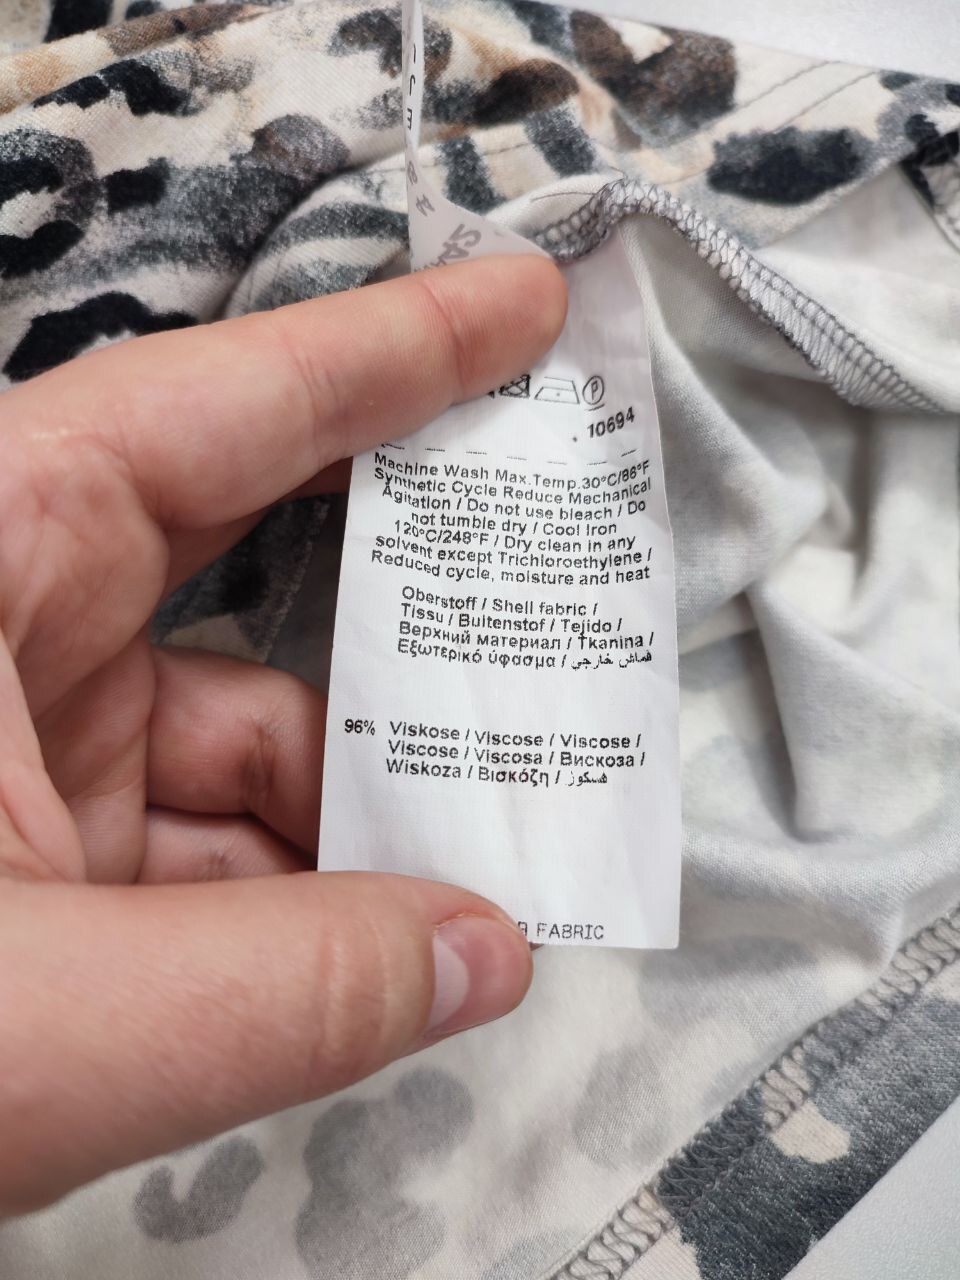 P
10694
Machine Wash Max.Temp.30°C/86°F
Synthetic Cycle Reduce Mechanical
Agitation / Do not use bleach / Do
not tumble dry / Cool Iron
120°C/248°F / Dry clean in any
solvent except Trichloroethylene /
Reduced cycle, moisture and heat
Oberstoff / Shell fabric /
Tissu / Buitenstof / Tejido /
Верхний материал / Tkanina /
Εξωτερικό ύφασμα / قماش خارجي
96% Viskose / Viscose / Viscose /
Viscose / Viscosa / Вискоза /
Wiskoza / Βισκόζη / فسكوز
FABRIC